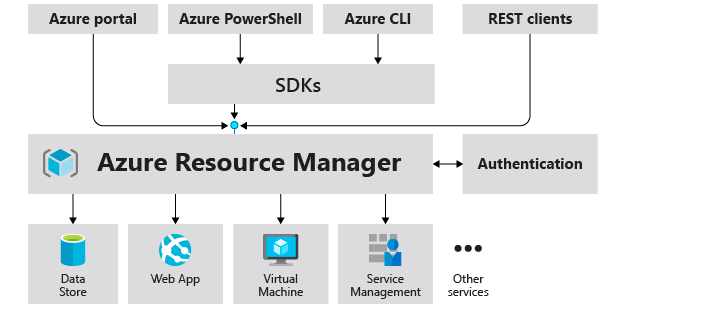 Azure portal
Azure PowerShell
Azure CLI
REST clients
SDKs
Azure Resource Manager
Authentication
Data
Store
Web App
Virtual
Machine
Service
Management
Other
services